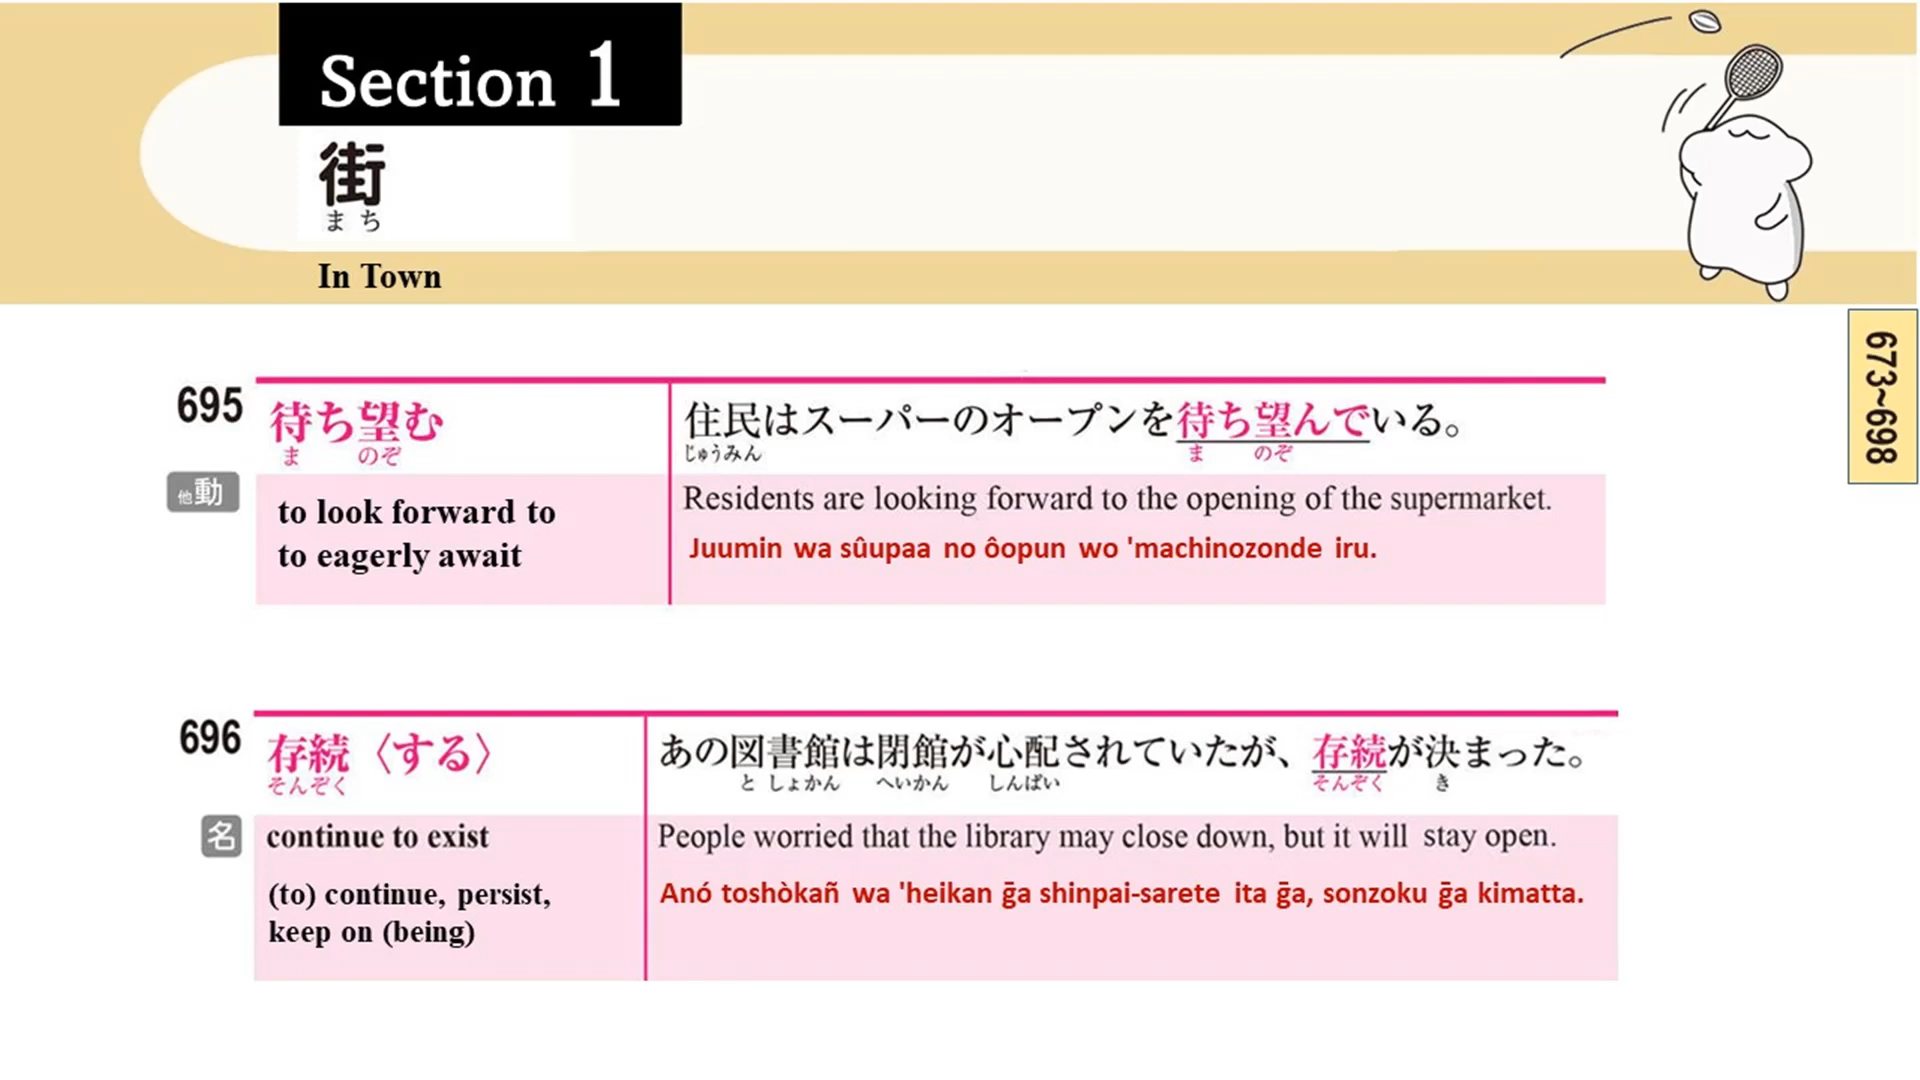 Section 1
街
まち
In Town
673~698
695
待ち望む
ま のぞ
住民はスーパーのオープンを待ち望んでいる。
じゅうみん ま のぞ
他動
to look forward to
to eagerly await
Residents are looking forward to the opening of the supermarket.
Juumin wa sûupaa no ôopun wo 'machinozonde iru.
696
存続〈する〉
そんぞく
あの図書館は閉館が心配されていたが、存続が決まった。
と しょかん へいかん しんぱい そんぞく き
名
continue to exist
(to) continue, persist,
keep on (being)
People worried that the library may close down, but it will stay open.
Anó toshòkañ wa 'heikan ḡa shinpai-sarete ita ḡa, sonzoku ḡa kimatta.